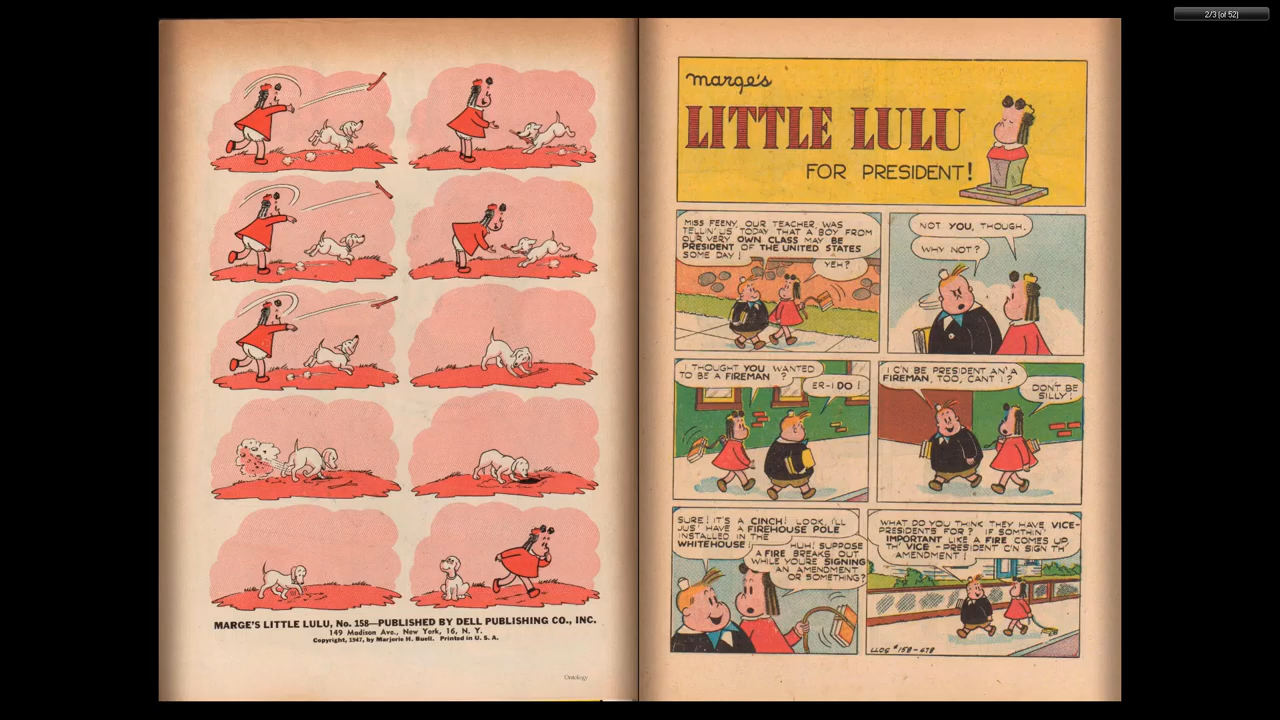 2/3 (of 52)
MARGE'S LITTLE LULU, No. 158—PUBLISHED BY DELL PUBLISHING CO., INC.
149 Madison Ave., New York, 16, N. Y.
Copyright, 1947, by Marjorie H. Buell. Printed in U. S. A.
Ontology
marge's
LITTLE LULU
FOR PRESIDENT!
MISS FEENY, OUR TEACHER, WAS
TELLIN' US TODAY THAT A BOY FROM
OUR VERY OWN CLASS MAY BE
PRESIDENT OF THE UNITED STATES
SOME DAY!
YEH?
NOT YOU, THOUGH.
WHY NOT?
I THOUGHT YOU WANTED
TO BE A FIREMAN ?
ER-I DO!
I C'N BE PRESIDENT AN' A
FIREMAN, TOO, CAN'T I?
DON'T BE
SILLY!
SURE! IT'S A CINCH! LOOK, I'LL
JUS' HAVE A FIREHOUSE POLE
INSTALLED IN THE
WHITEHOUSE!
HUH! SUPPOSE
A FIRE BREAKS OUT
WHILE YOU'RE SIGNING
AN AMENDMENT
OR SOMETHING?
WHAT DO YOU THINK THEY HAVE VICE-
PRESIDENTS FOR? IF SOMTHIN'
IMPORTANT LIKE A FIRE COMES UP,
TH' VICE-PRESIDENT C'N SIGN TH'
AMENDMENT!
LLOS #158-478